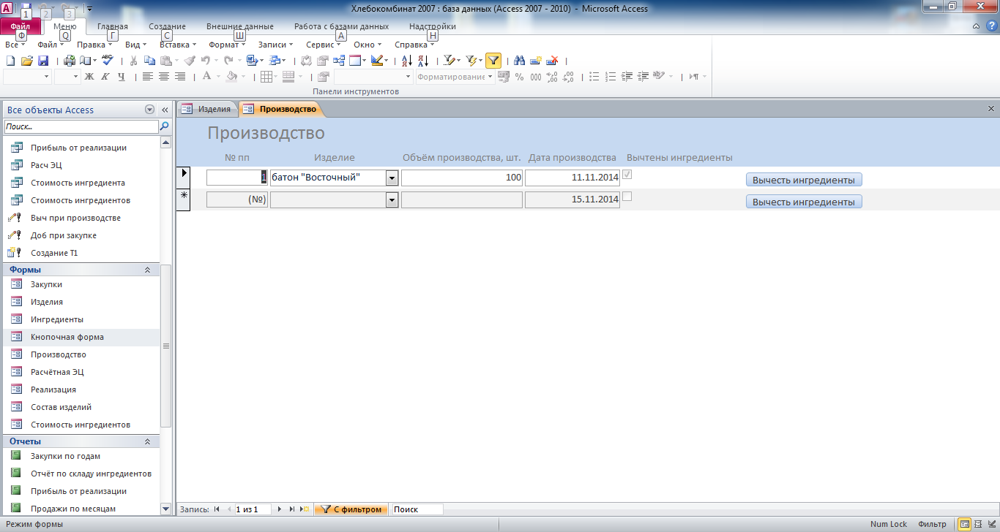 Хлебокомбинат 2007 : база данных (Access 2007 - 2010) - Microsoft Access
1 2 3
Файл Меню Главная Создание Внешние данные Работа с базами данных Надстройки
Ф Q Г С Ш А Н
Все Файл Правка Вид Вставка Формат Записи Сервис Окно Справка
Ж К Ч A Форматирование % 000
Панели инструментов
Все объекты Access
Поиск...
Прибыль от реализации
Расч ЭЦ
Стоимость ингредиента
Стоимость ингредиентов
Выч при производстве
Доб при закупке
Создание Т1
Формы
Закупки
Изделия
Ингредиенты
Кнопочная форма
Производство
Расчётная ЭЦ
Реализация
Состав изделий
Стоимость ингредиентов
Отчеты
Закупки по годам
Отчёт по складу ингредиентов
Прибыль от реализации
Продажи по месяцам
Изделия Производство
Производство
№ пп Изделие Объём производства, шт. Дата производства Вычтены ингредиенты
1 батон "Восточный" 100 11.11.2014 Вычесть ингредиенты
(№) 15.11.2014 Вычесть ингредиенты
Запись: 1 из 1 С фильтром Поиск
Режим формы Num Lock Фильтр